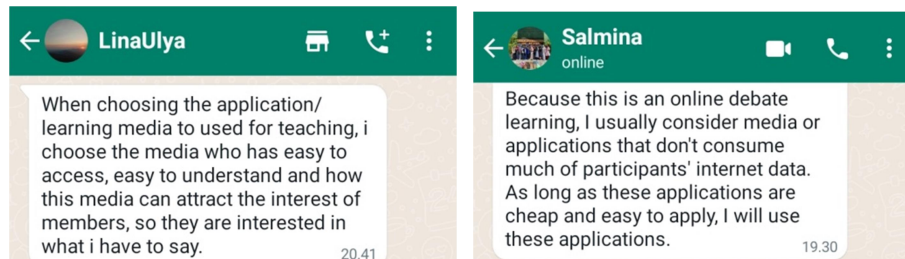 LinaUlya
When choosing the application/
learning media to used for teaching, i
choose the media who has easy to
access, easy to understand and how
this media can attract the interest of
members, so they are interested in
what i have to say.
20.41
Salmina
online
Because this is an online debate
learning, I usually consider media or
applications that don't consume
much of participants' internet data.
As long as these applications are
cheap and easy to apply, I will use
these applications.
19.30